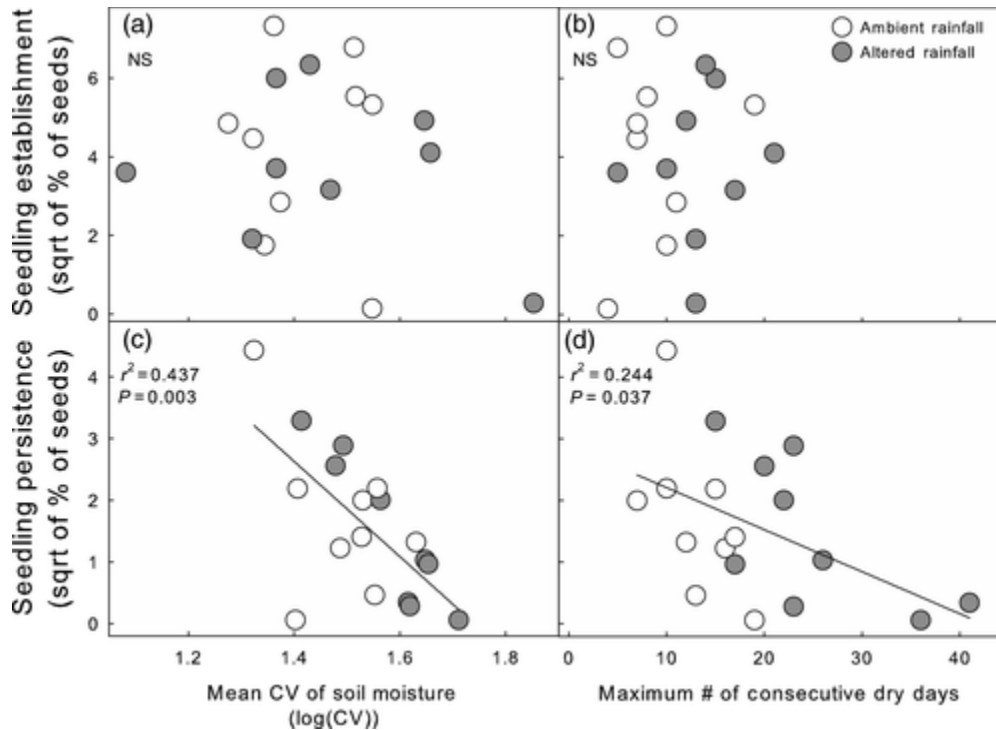 (a)
NS
(b)
NS
Ambient rainfall
Altered rainfall
Seedling establishment
(sqrt of % of seeds)
6
4
2
0
(c)
r² = 0.437
P = 0.003
(d)
r² = 0.244
P = 0.037
Seedling persistence
(sqrt of % of seeds)
4
3
2
1
0
1.2 1.4 1.6 1.8
0 10 20 30 40
Mean CV of soil moisture
(log(CV))
Maximum # of consecutive dry days